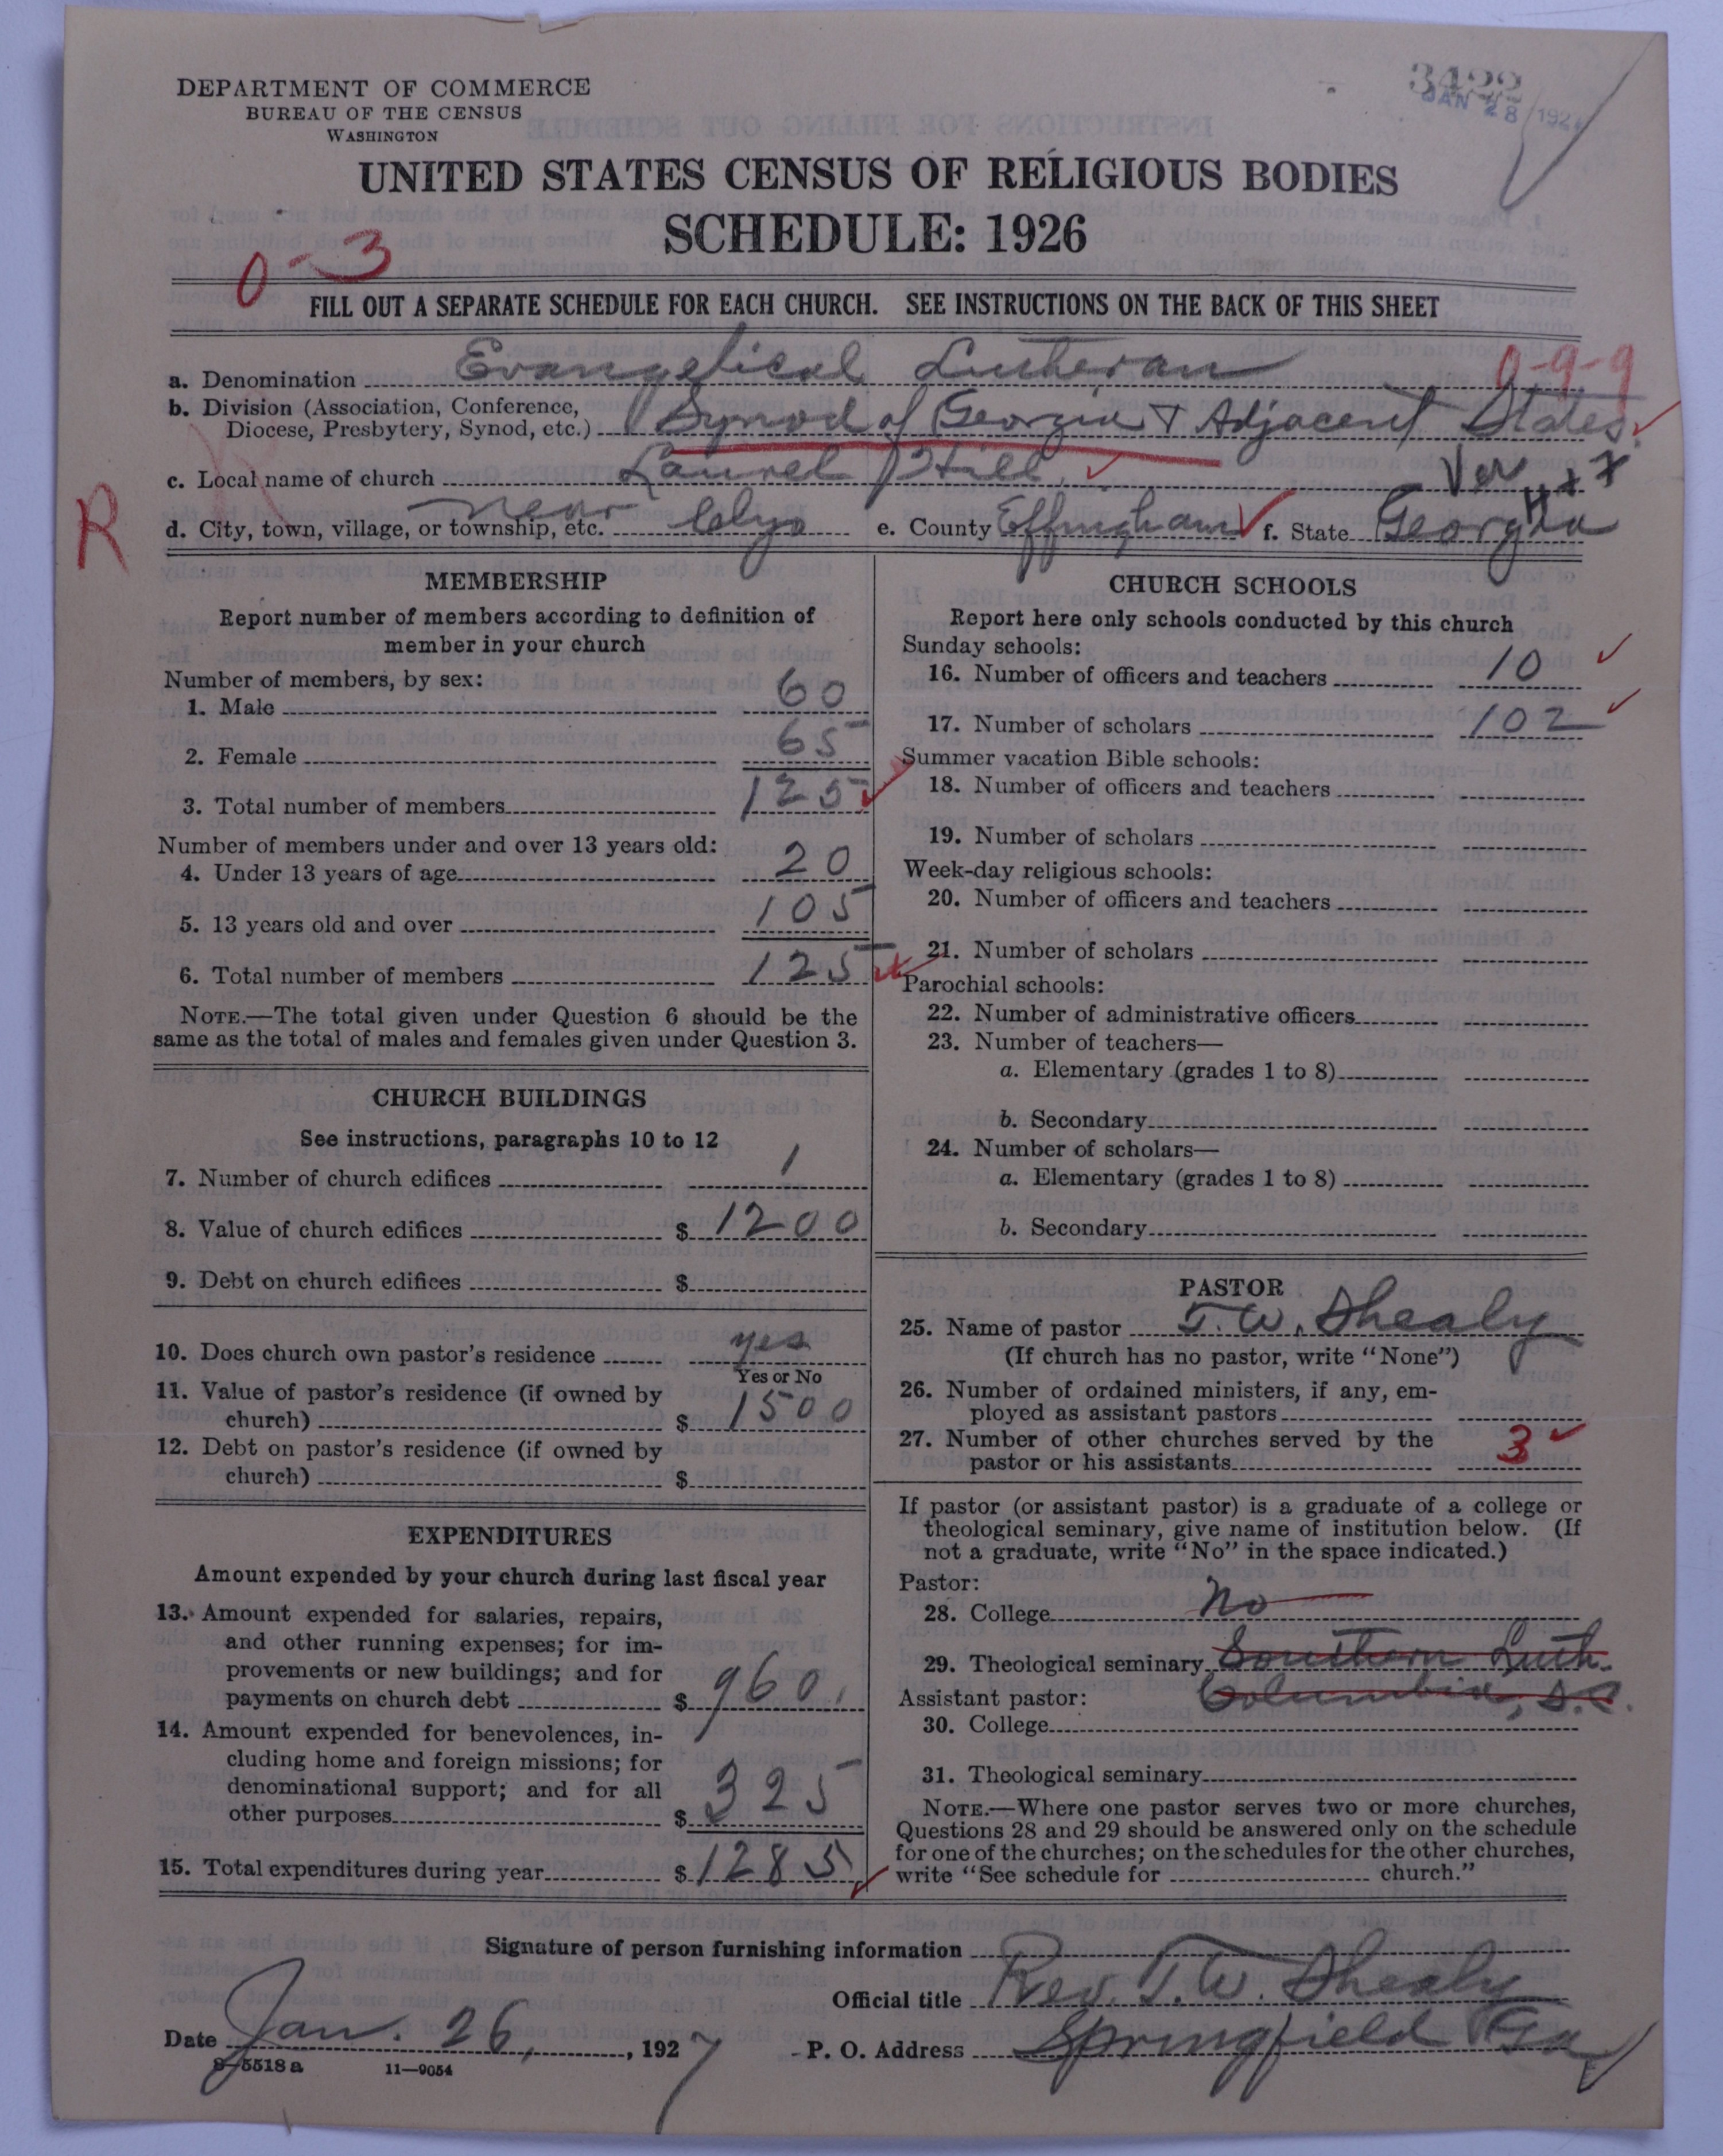 DEPARTMENT OF COMMERCE
BUREAU OF THE CENSUS
WASHINGTON
3422
JAN 28 192
UNITED STATES CENSUS OF RELIGIOUS BODIES
SCHEDULE: 1926
0-3
FILL OUT A SEPARATE SCHEDULE FOR EACH CHURCH. SEE INSTRUCTIONS ON THE BACK OF THIS SHEET
a. Denomination Evangelical Lutheran 0-9-9
b. Division (Association, Conference,
Diocese, Presbytery, Synod, etc.) Synod of Georgia & Adjacent States.
c. Local name of church Laurel Hill Ver
R
d. City, town, village, or township, etc. near Clyo e. County Effingham f. State Georgia
MEMBERSHIP
Report number of members according to definition of
member in your church
Number of members, by sex:
1. Male 60
2. Female 65
3. Total number of members 125
Number of members under and over 13 years old:
4. Under 13 years of age 20
5. 13 years old and over 105
6. Total number of members 125
NOTE.—The total given under Question 6 should be the
same as the total of males and females given under Question 3.
CHURCH BUILDINGS
See instructions, paragraphs 10 to 12
7. Number of church edifices 1
8. Value of church edifices $1200
9. Debt on church edifices $
10. Does church own pastor's residence yes
Yes or No
11. Value of pastor's residence (if owned by
church) $1500
12. Debt on pastor's residence (if owned by
church) $
EXPENDITURES
Amount expended by your church during last fiscal year
13. Amount expended for salaries, repairs,
and other running expenses; for im-
provements or new buildings; and for
payments on church debt $960.
14. Amount expended for benevolences, in-
cluding home and foreign missions; for
denominational support; and for all
other purposes $325
15. Total expenditures during year $1285
CHURCH SCHOOLS
Report here only schools conducted by this church
Sunday schools:
16. Number of officers and teachers 10
17. Number of scholars 102
Summer vacation Bible schools:
18. Number of officers and teachers
19. Number of scholars
Week-day religious schools:
20. Number of officers and teachers
21. Number of scholars
Parochial schools:
22. Number of administrative officers
23. Number of teachers—
a. Elementary (grades 1 to 8)
b. Secondary
24. Number of scholars—
a. Elementary (grades 1 to 8)
b. Secondary
PASTOR
25. Name of pastor T. W. Shealy
(If church has no pastor, write "None")
26. Number of ordained ministers, if any, em-
ployed as assistant pastors
27. Number of other churches served by the
pastor or his assistants 3
If pastor (or assistant pastor) is a graduate of a college or
theological seminary, give name of institution below. (If
not a graduate, write "No" in the space indicated.)
Pastor:
28. College No
29. Theological seminary Southern Luth.
Assistant pastor: Columbia, S.C.
30. College
31. Theological seminary
NOTE.—Where one pastor serves two or more churches,
Questions 28 and 29 should be answered only on the schedule
for one of the churches; on the schedules for the other churches,
write "See schedule for church."
Signature of person furnishing information
Official title Rev. T. W. Shealy
Date Jan. 26, 1927 P. O. Address Springfield Ga
8-5518a 11—9054